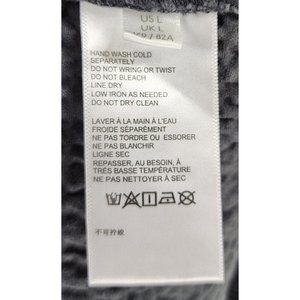 US L
UK L
HAND WASH COLD
SEPARATELY
DO NOT WRING OR TWIST
DO NOT BLEACH
LINE DRY
LOW IRON AS NEEDED
DO NOT DRY CLEAN
LAVER À LA MAIN À L'EAU
FROIDE SÉPARÉMENT
NE PAS TORDRE OU ESSORER
NE PAS BLANCHIR
LIGNE SEC
REPASSER, AU BESOIN, À
TRÈS BASSE TEMPÉRATURE
NE PAS NETTOYER À SEC
不可拧绞